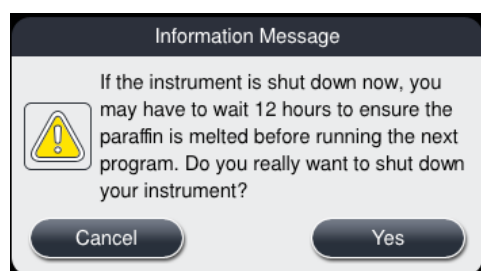 Information Message
If the instrument is shut down now, you
may have to wait 12 hours to ensure the
paraffin is melted before running the next
program. Do you really want to shut down
your instrument?
Cancel
Yes